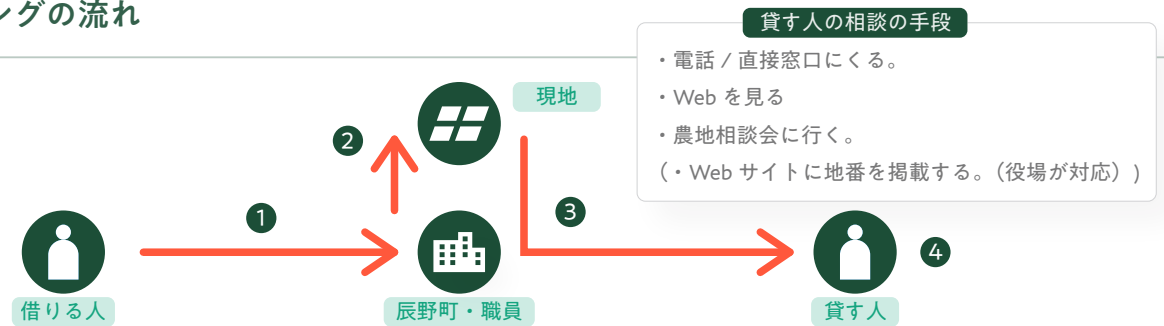 ングの流れ
貸す人の相談の手段
・電話 / 直接窓口にくる。
・Web を見る
・農地相談会に行く。
（・Web サイトに地番を掲載する。（役場が対応））
現地
2
1
3
4
借りる人
辰野町・職員
貸す人